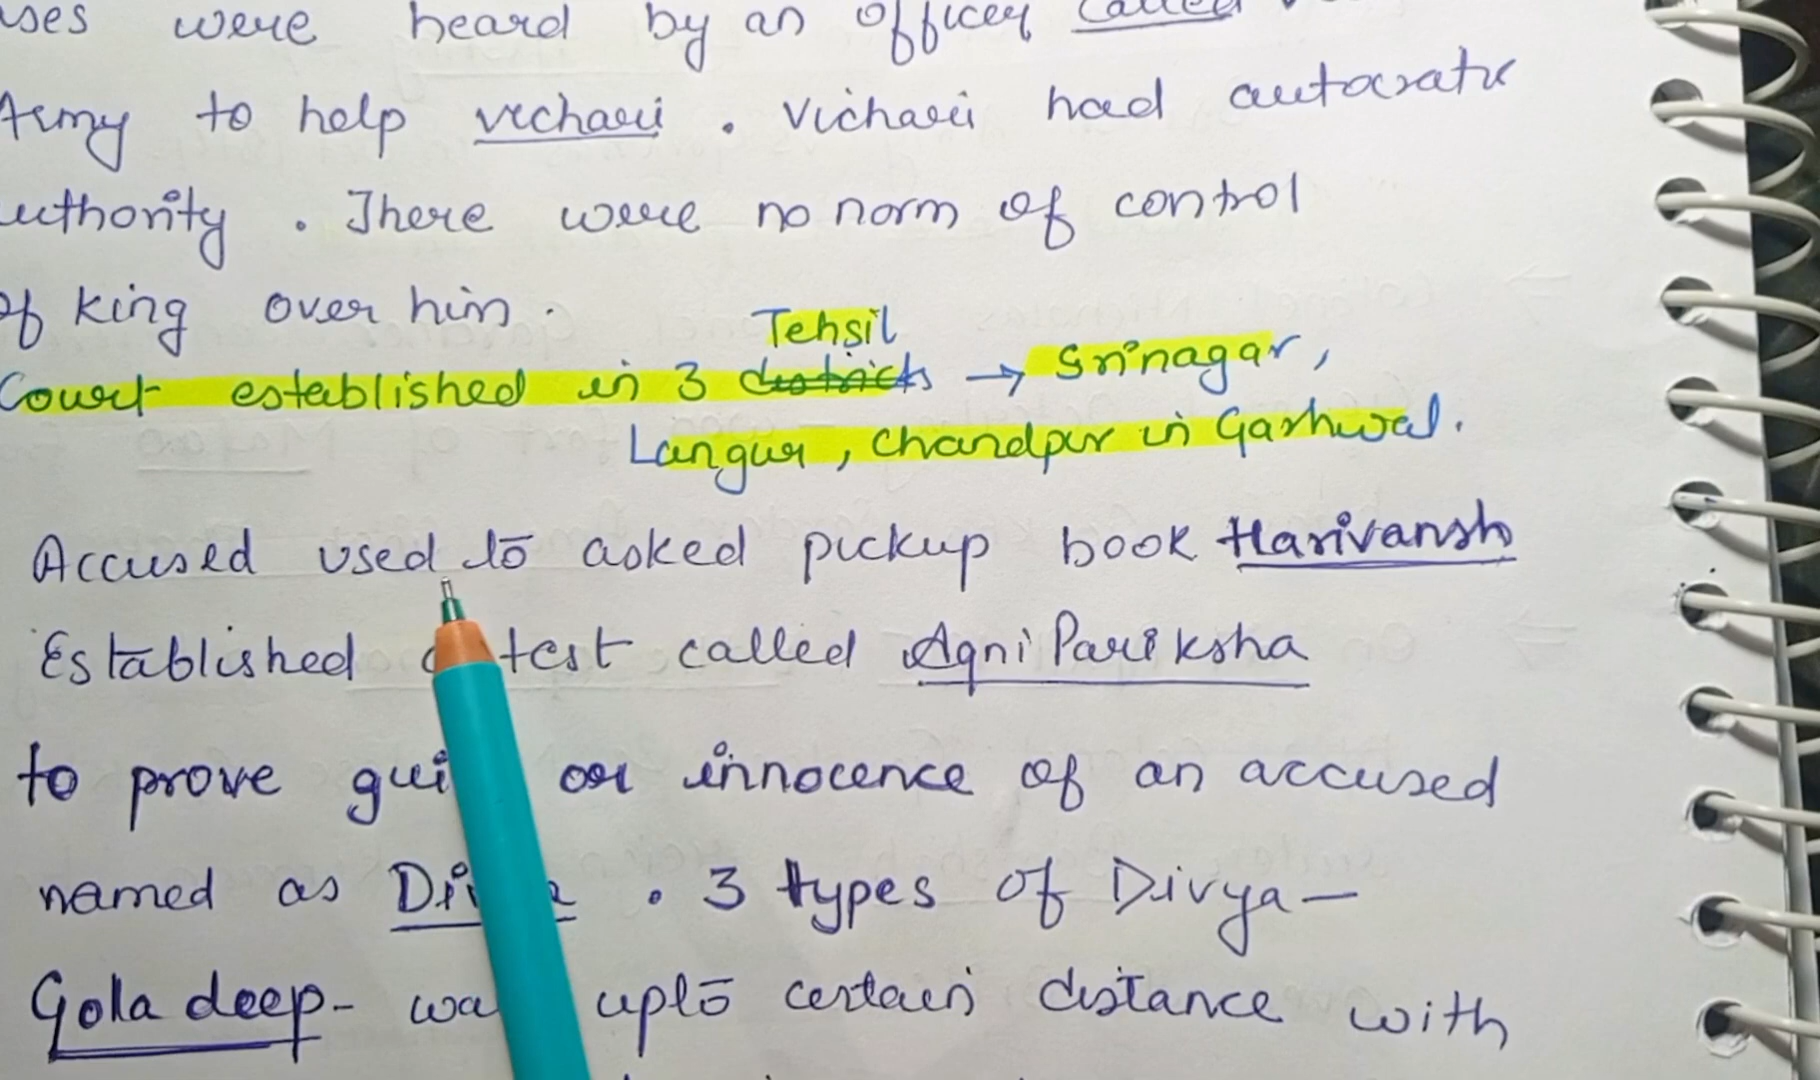 were heard by an officer called
Army to help vichari . Vichari had autocratic
uthority . There were no norm of control
of king over him .
Tehsil
Court established in 3 districts → Srinagar ,
Langur , Chandpur in Garhwal .
Accused used to asked pickup book Harivansh
Established test called Agni Pariksha
to prove gui or innocence of an accused
named as . 3 types of Divya -
Gola deep - upto certain distance with